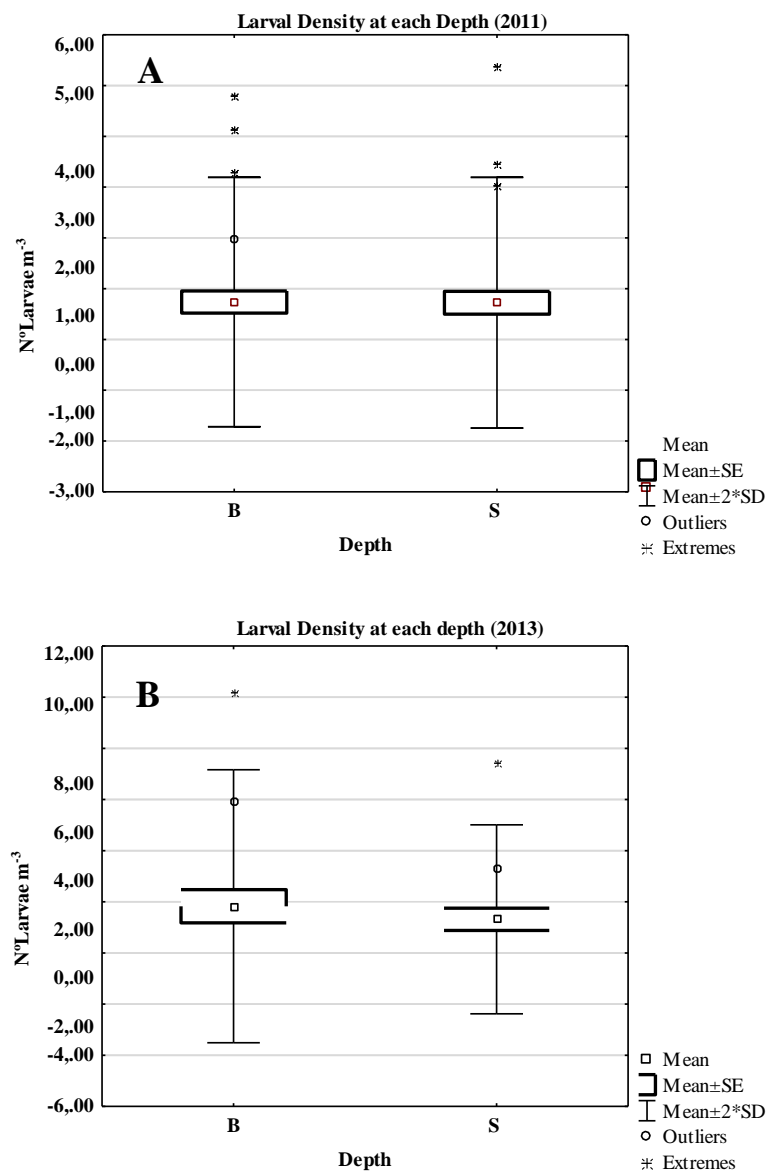 Larval Density at each Depth (2011)
A
6,.00
5,.00
4,.00
3,.00
2,.00
1,.00
0,.00
-1,.00
-2,.00
-3,.00
NºLarvae m-3
B
S
Depth
Mean
Mean±SE
Mean±2*SD
Outliers
Extremes
Larval Density at each depth (2013)
B
12,.00
10,.00
8,.00
6,.00
4,.00
2,.00
0,.00
-2,.00
-4,.00
-6,.00
NºLarvae m-3
B
S
Depth
Mean
Mean±SE
Mean±2*SD
Outliers
Extremes